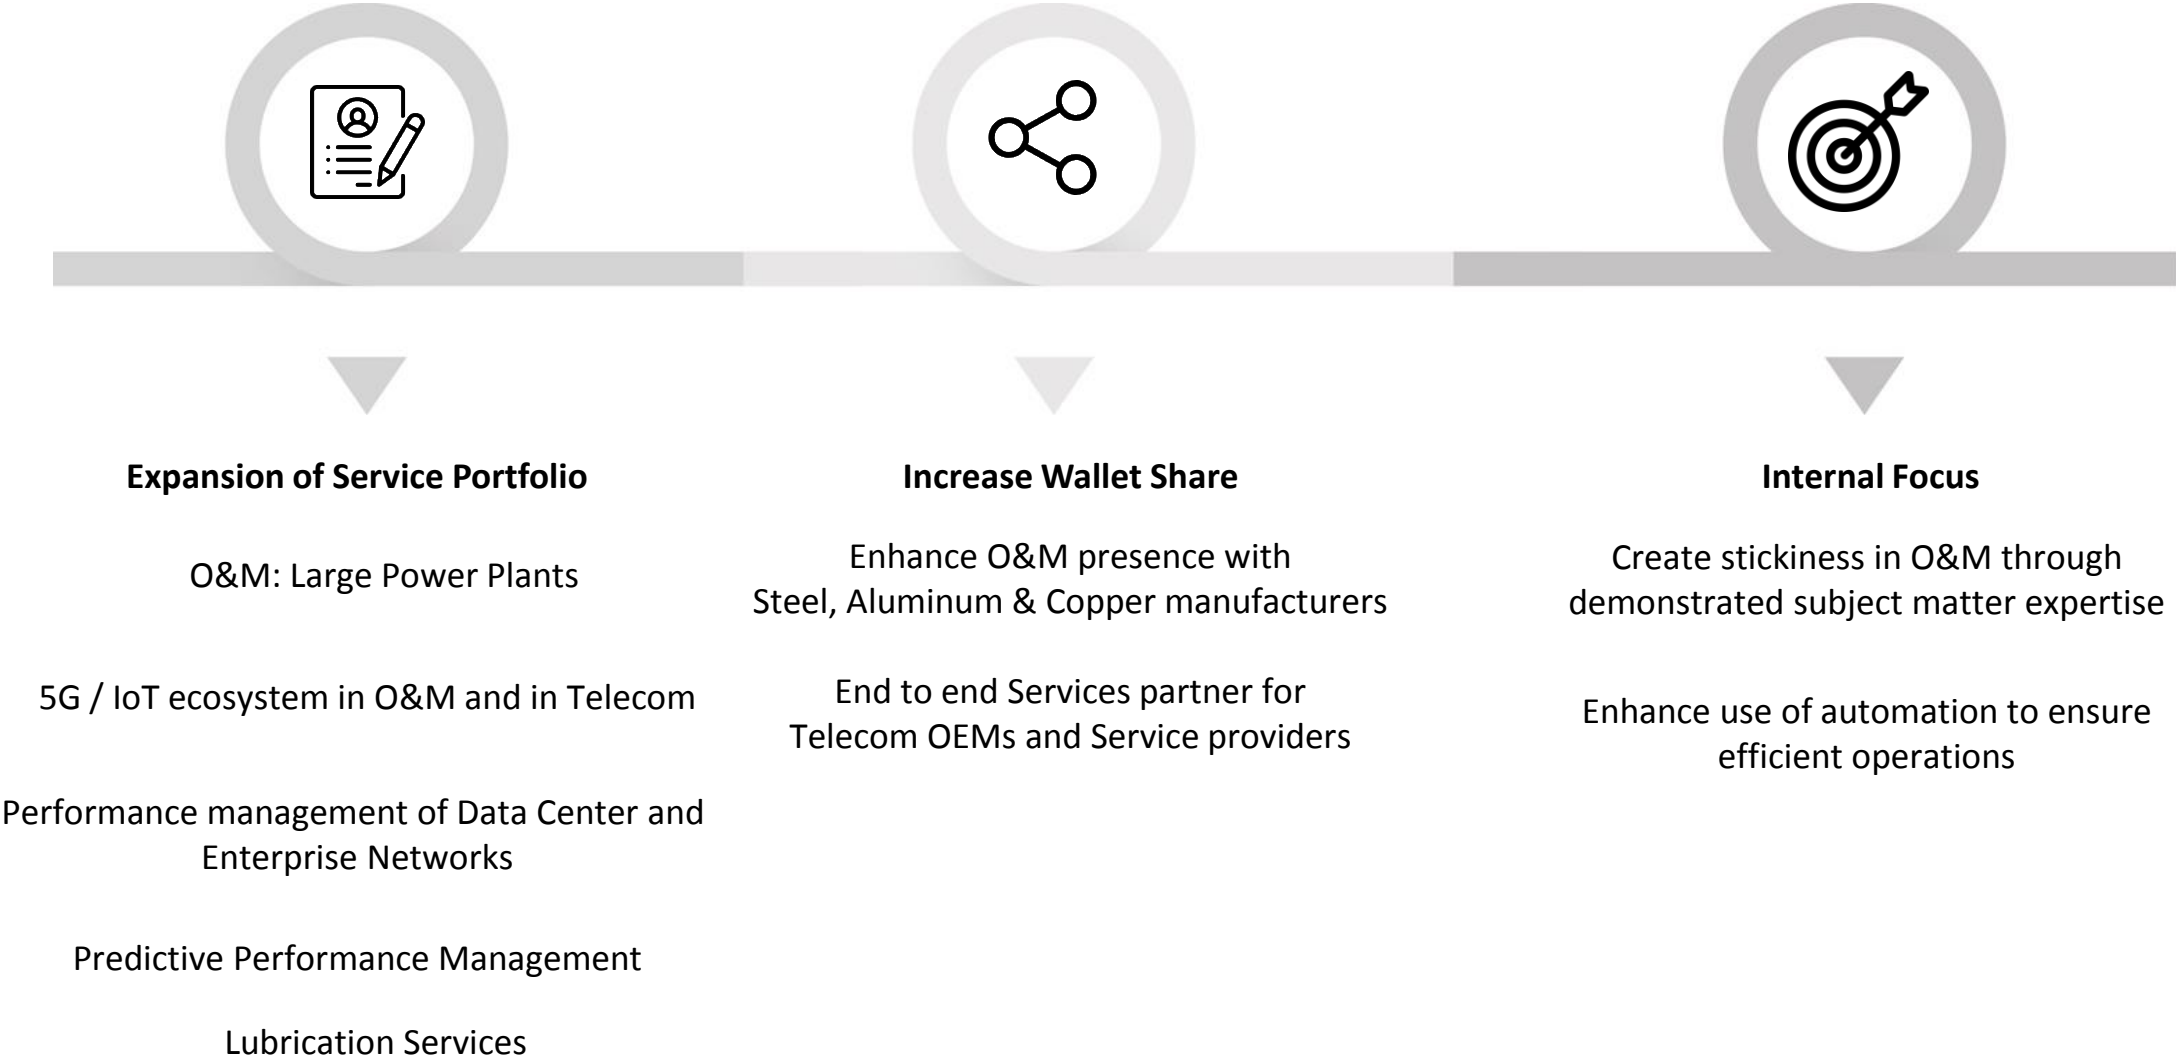 Expansion of Service Portfolio
O&M: Large Power Plants
5G / IoT ecosystem in O&M and in Telecom
Performance management of Data Center and
Enterprise Networks
Predictive Performance Management
Lubrication Services
Increase Wallet Share
Enhance O&M presence with
Steel, Aluminum & Copper manufacturers
End to end Services partner for
Telecom OEMs and Service providers
Internal Focus
Create stickiness in O&M through
demonstrated subject matter expertise
Enhance use of automation to ensure
efficient operations